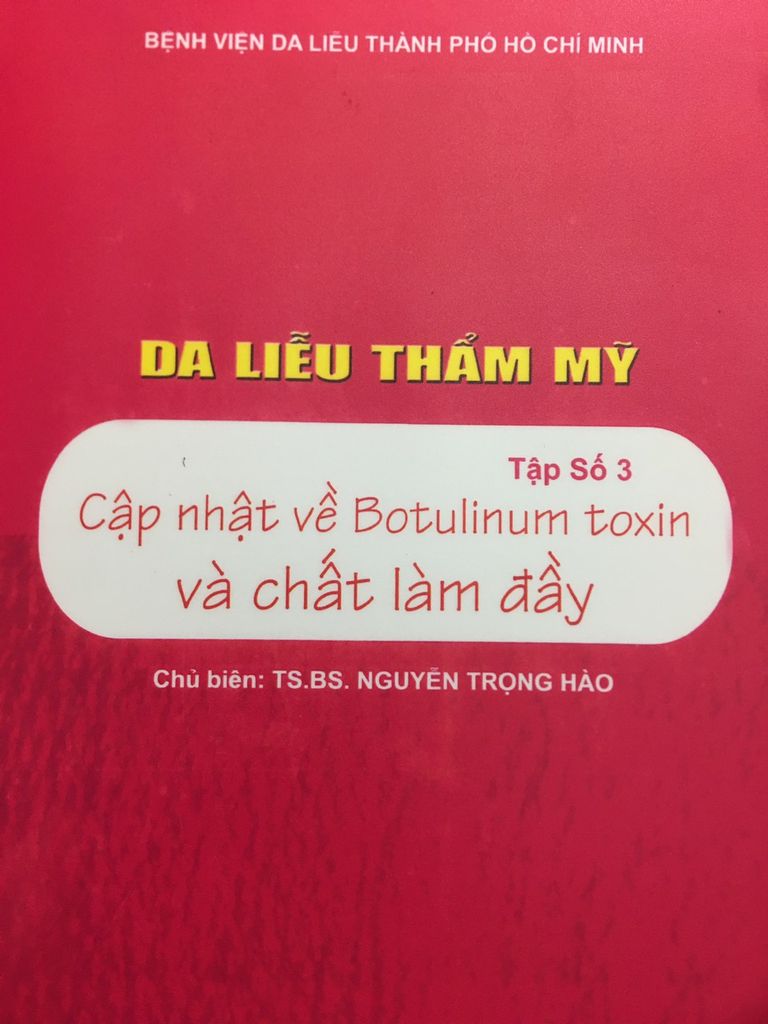 BỆNH VIỆN DA LIỄU THÀNH PHỐ HỒ CHÍ MINH
DA LIỄU THẨM MỸ
Tập Số 3
Cập nhật về Botulinum toxin
và chất làm đầy
Chủ biên: TS.BS. NGUYỄN TRỌNG HÀO